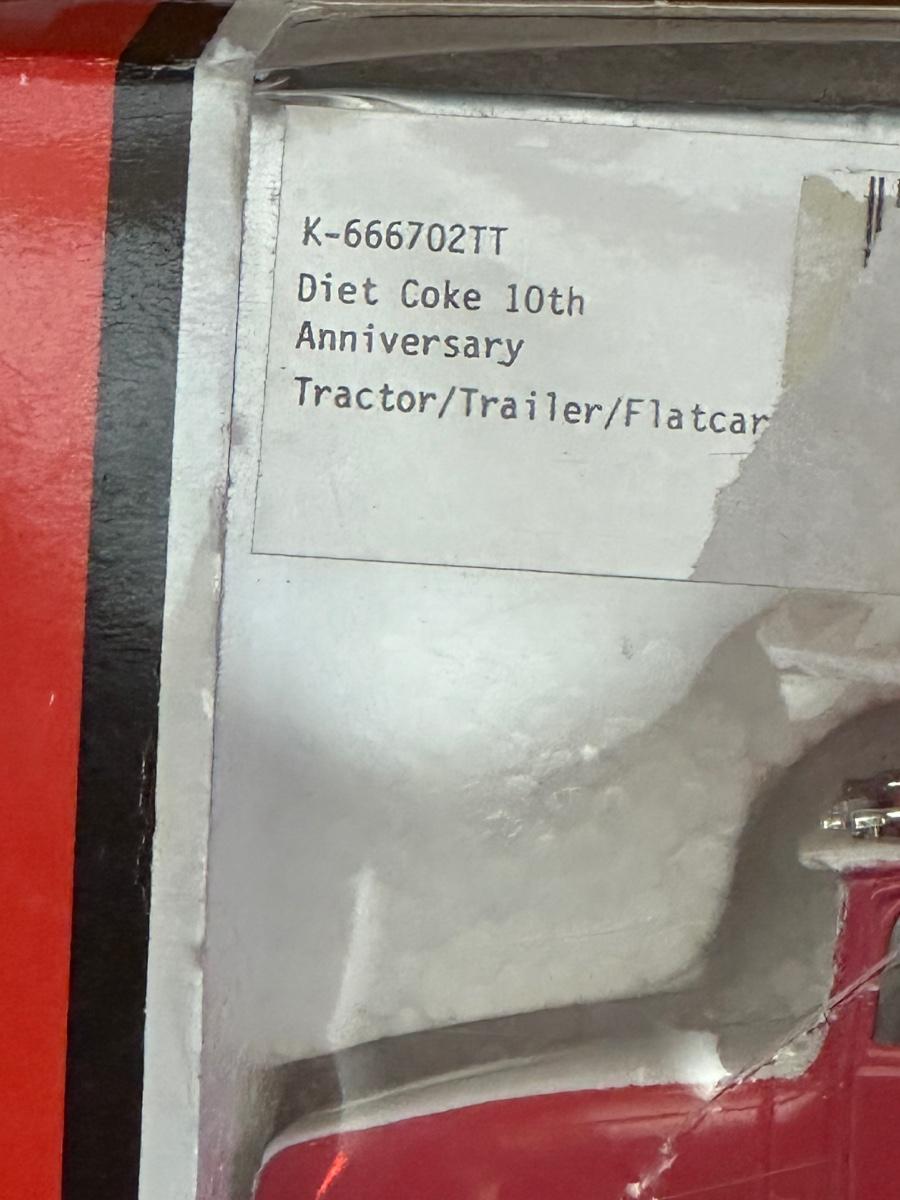 K-666702TT
Diet Coke 10th
Anniversary
Tractor/Trailer/Flatcar